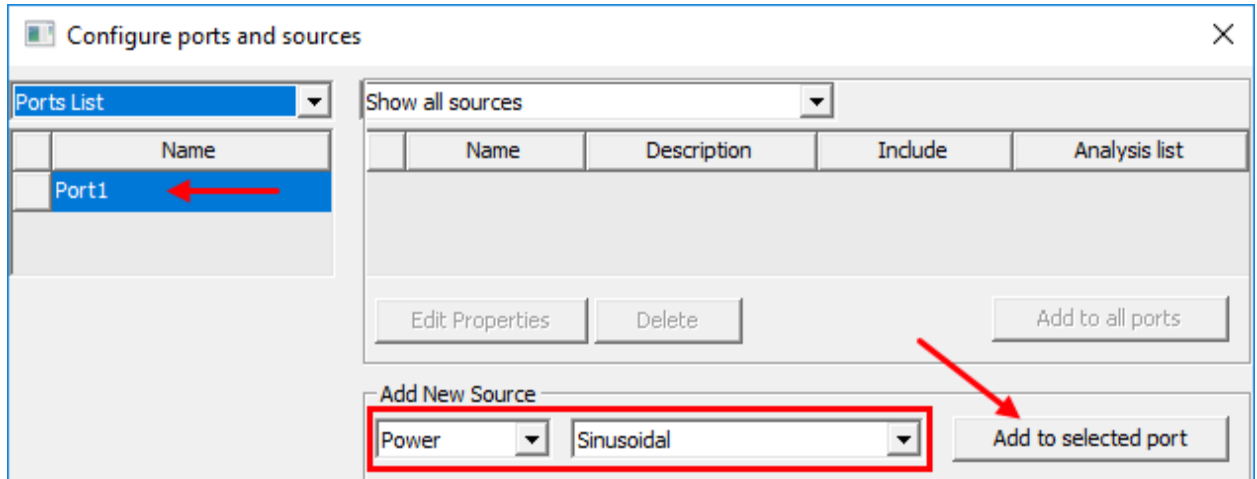 Configure ports and sources
Ports List
Show all sources
Name
Name Description Include Analysis list
Port1
Edit Properties Delete Add to all ports
Add New Source
Power Sinusoidal Add to selected port